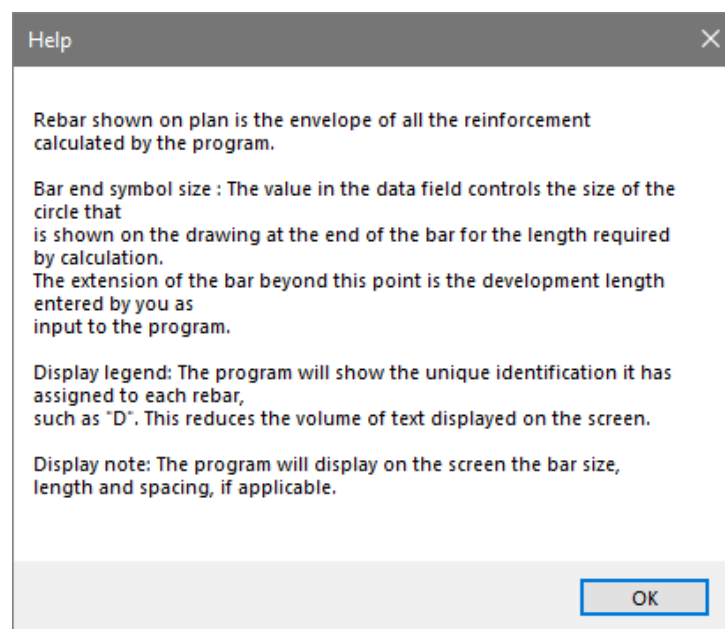 Help
Rebar shown on plan is the envelope of all the reinforcement
calculated by the program.
Bar end symbol size : The value in the data field controls the size of the
circle that
is shown on the drawing at the end of the bar for the length required
by calculation.
The extension of the bar beyond this point is the development length
entered by you as
input to the program.
Display legend: The program will show the unique identification it has
assigned to each rebar,
such as "D". This reduces the volume of text displayed on the screen.
Display note: The program will display on the screen the bar size,
length and spacing, if applicable.
OK